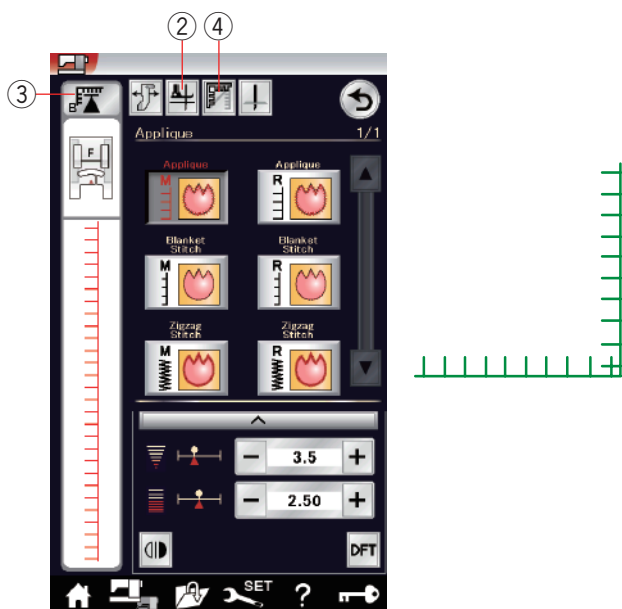 ② ④
③
B
F
Applique 1/1
Applique Applique
M R
Blanket Stitch Blanket Stitch
M R
Zigzag Stitch Zigzag Stitch
M R
− 3.5 +
− 2.50 +
DFT
SET ?